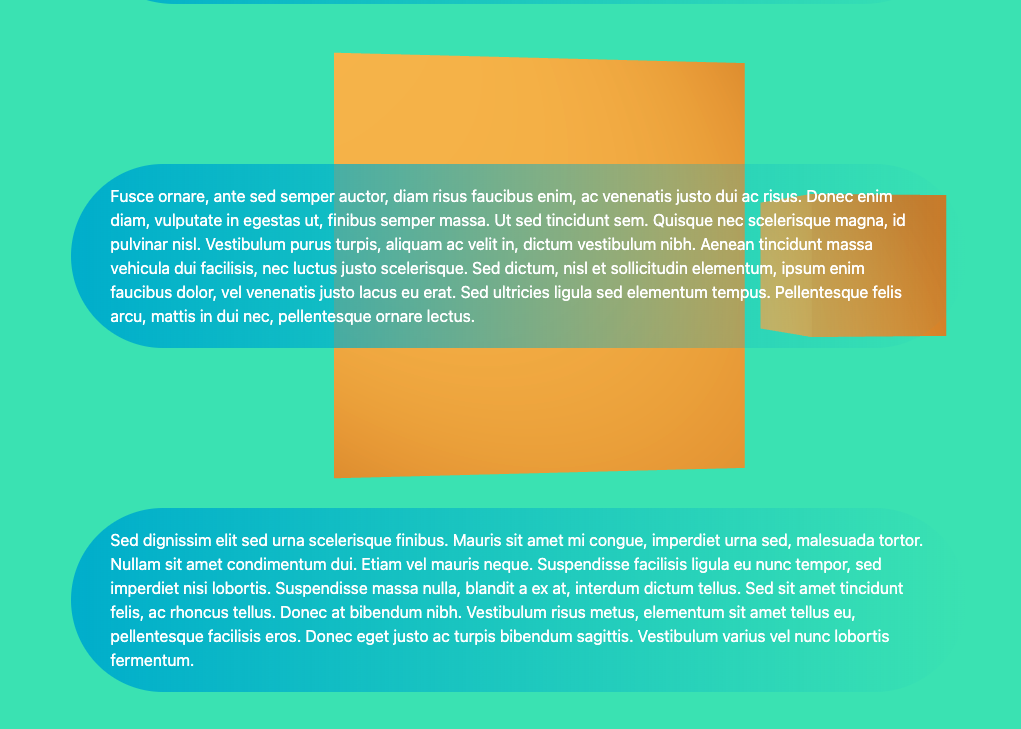 Fusce ornare, ante sed semper auctor, diam risus faucibus enim, ac venenatis justo dui ac risus. Donec enim
diam, vulputate in egestas ut, finibus semper massa. Ut sed tincidunt sem. Quisque nec scelerisque magna, id
pulvinar nisl. Vestibulum purus turpis, aliquam ac velit in, dictum vestibulum nibh. Aenean tincidunt massa
vehicula dui facilisis, nec luctus justo scelerisque. Sed dictum, nisl et sollicitudin elementum, ipsum enim
faucibus dolor, vel venenatis justo lacus eu erat. Sed ultricies ligula sed elementum tempus. Pellentesque felis
arcu, mattis in dui nec, pellentesque ornare lectus.
Sed dignissim elit sed urna scelerisque finibus. Mauris sit amet mi congue, imperdiet urna sed, malesuada tortor.
Nullam sit amet condimentum dui. Etiam vel mauris neque. Suspendisse facilisis ligula eu nunc tempor, sed
imperdiet nisi lobortis. Suspendisse massa nulla, blandit a ex at, interdum dictum tellus. Sed sit amet tincidunt
felis, ac rhoncus tellus. Donec at bibendum nibh. Vestibulum risus metus, elementum sit amet tellus eu,
pellentesque facilisis eros. Donec eget justo ac turpis bibendum sagittis. Vestibulum varius vel nunc lobortis
fermentum.